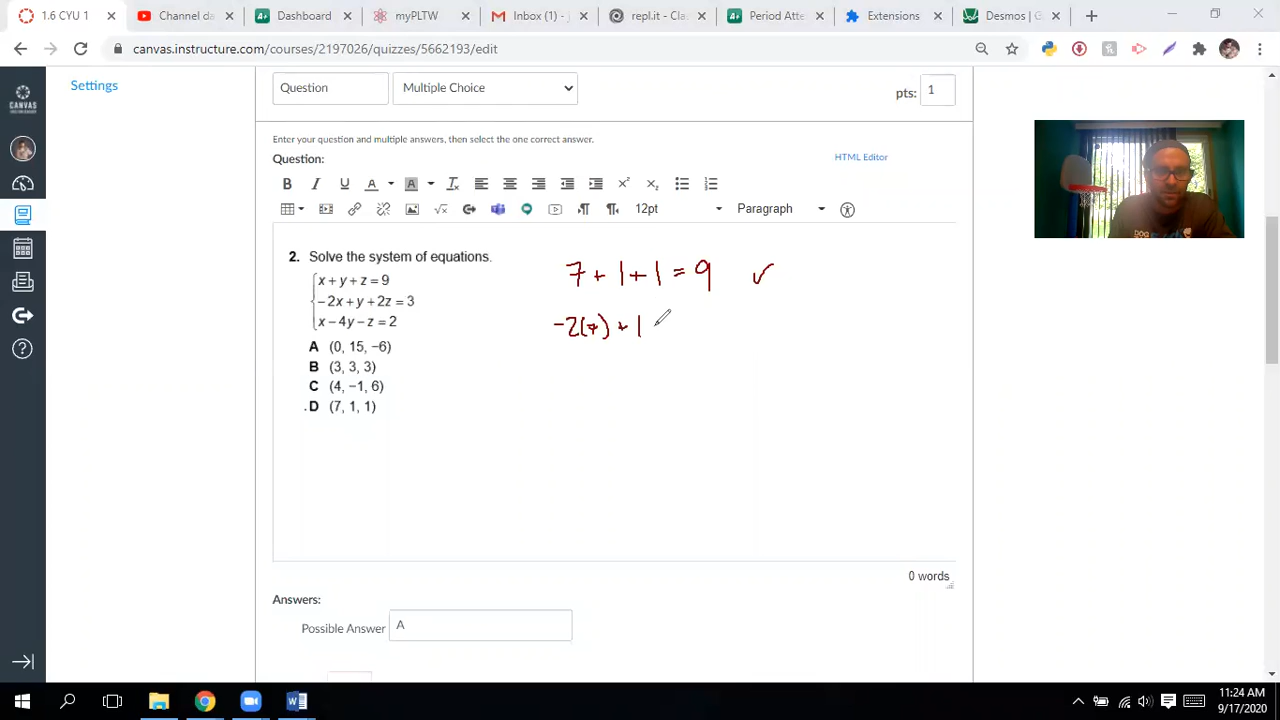 1.6 CYU 1
Channel da
Dashboard
myPLTW
Inbox (1) - j
repl.it - Cla
Period Atte
Extensions
Desmos | G
canvas.instructure.com/courses/2197026/quizzes/5662193/edit
Settings
Question
Multiple Choice
pts: 1
Enter your question and multiple answers, then select the one correct answer.
HTML Editor
Question:
12pt
Paragraph
2. Solve the system of equations.
x + y + z = 9
−2x + y + 2z = 3
x − 4y − z = 2
A (0, 15, −6)
B (3, 3, 3)
C (4, −1, 6)
.D (7, 1, 1)
7 + 1 + 1 = 9 ✓
-2(7) + 1
0 words
Answers:
Possible Answer A
11:24 AM
9/17/2020